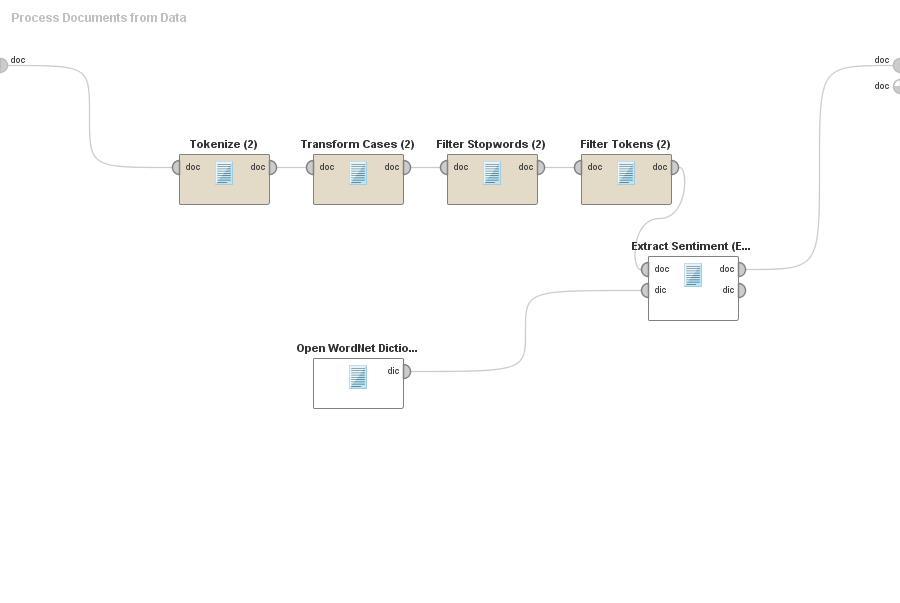 Process Documents from Data
doc
doc
doc
Tokenize (2)
Transform Cases (2)
Filter Stopwords (2)
Filter Tokens (2)
doc doc
doc doc
doc doc
doc doc
Extract Sentiment (E...
doc doc
dic dic
Open WordNet Dictio...
dic